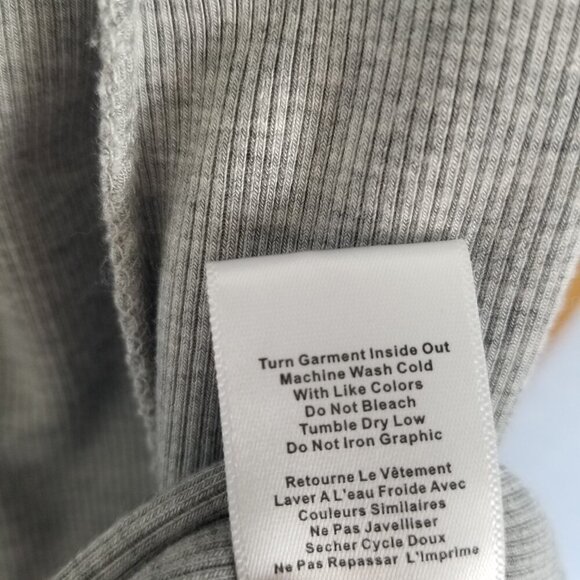 Turn Garment Inside Out
Machine Wash Cold
With Like Colors
Do Not Bleach
Tumble Dry Low
Do Not Iron Graphic
Retourne Le Vêtement
Laver A L'eau Froide Avec
Couleurs Similaires
Ne Pas Javelliser
Secher Cycle Doux
Ne Pas Repassar L'Imprime